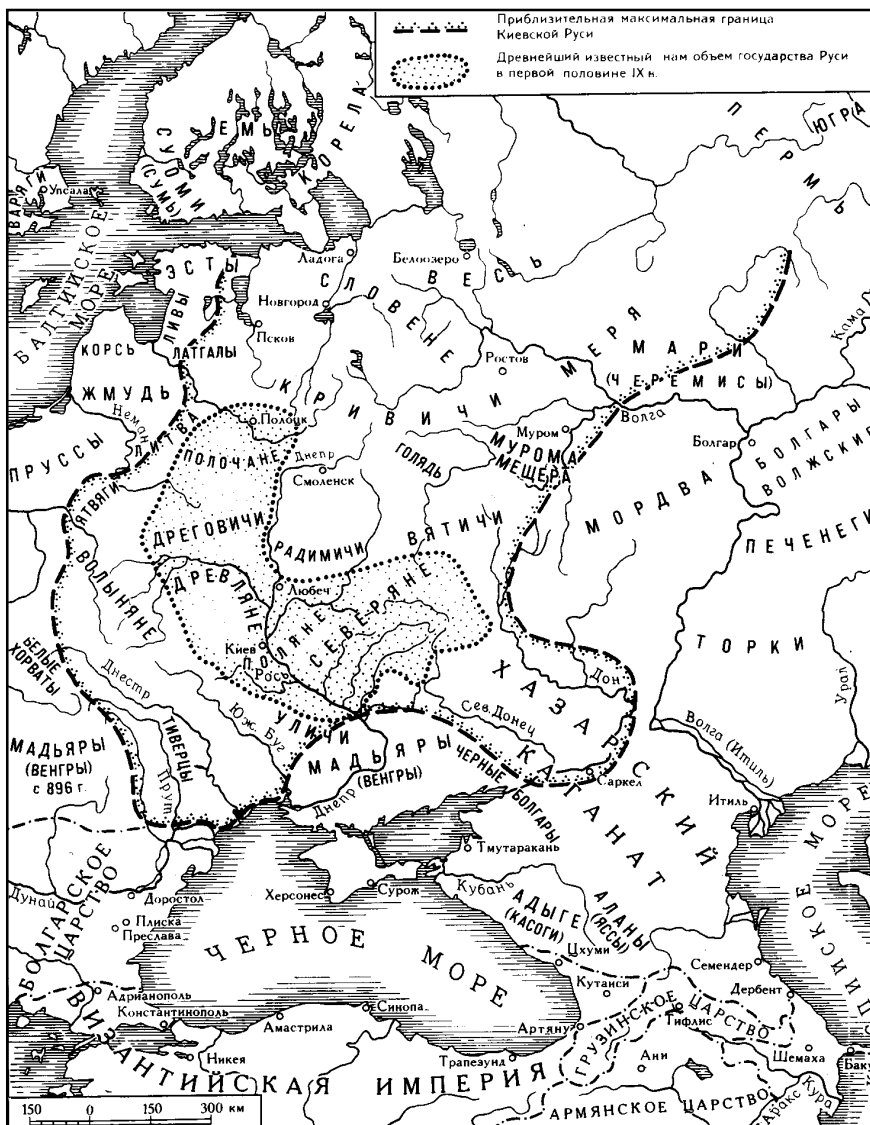 Приблизительная максимальная граница
Киевской Руси
Древнейший известный нам объем государства Руси
в первой половине IX в.
ПЕРМЬ
ЮГРА
ЕМЬ
КОРЕЛА
СУОМИ
(СУМЬ)
ВАРЯГИ
Упсала
БАЛТИЙСКОЕ
МОРЕ
ЭСТЫ
Ладога
Белоозеро
ВЕСЬ
СЛОВЕНЕ
Новгород
ЛИВЫ
Псков
КОРСЬ
ЛАТГАЛЫ
Ростов
МЕРЯ
МАРИ
(ЧЕРЕМИСЫ)
Кама
ЖМУДЬ
КРИВИЧИ
Неман
ЛИТВА
Полоцк
Волга
Муром
Болгар
БОЛГАРЫ
ВОЛЖСКИЕ
ПРУССЫ
ПОЛОЧАНЕ
Днепр
ГОЛЯДЬ
МУРОМА
МЕЩЕРА
Смоленск
ЯТВЯГИ
МОРДВА
ДРЕГОВИЧИ
РАДИМИЧИ
ВЯТИЧИ
ПЕЧЕНЕГИ
ВОЛЫНЯНЕ
ДРЕВЛЯНЕ
Любеч
СЕВЕРЯНЕ
Киев
ПОЛЯНЕ
Рось
ТОРКИ
БЕЛЫЕ
ХОРВАТЫ
Днестр
Дон
Урал
ХАЗАРСКИЙ
КАГАНАТ
Юж. Буг
УЛИЧИ
Сев. Донец
Волга (Итиль)
МАДЬЯРЫ
(ВЕНГРЫ)
с 896 г.
ТИВЕРЦЫ
Прут
МАДЬЯРЫ
(ВЕНГРЫ)
ЧЕРНЫЕ
БОЛГАРЫ
Саркел
Днепр
Итиль
Тмутаракань
Дунай
БОЛГАРСКОЕ
ЦАРСТВО
Доростол
Плиска
Преслава
Херсонес
Сурож
Кубань
АДЫГЕ
(КАСОГИ)
АЛАНЫ
(ЯССЫ)
ЧЕРНОЕ
МОРЕ
Цхуми
Семендер
Кутаиси
Дербент
Адрианополь
Константинополь
Синопа
Амастрила
Артяну
ГРУЗИНСКОЕ ЦАРСТВО
Тифлис
Никея
Трапезунд
Ани
Шемаха
Баку
ВИЗАНТИЙСКАЯ ИМПЕРИЯ
АРМЯНСКОЕ ЦАРСТВО
Аракс
Кура
150 0 150 300 км